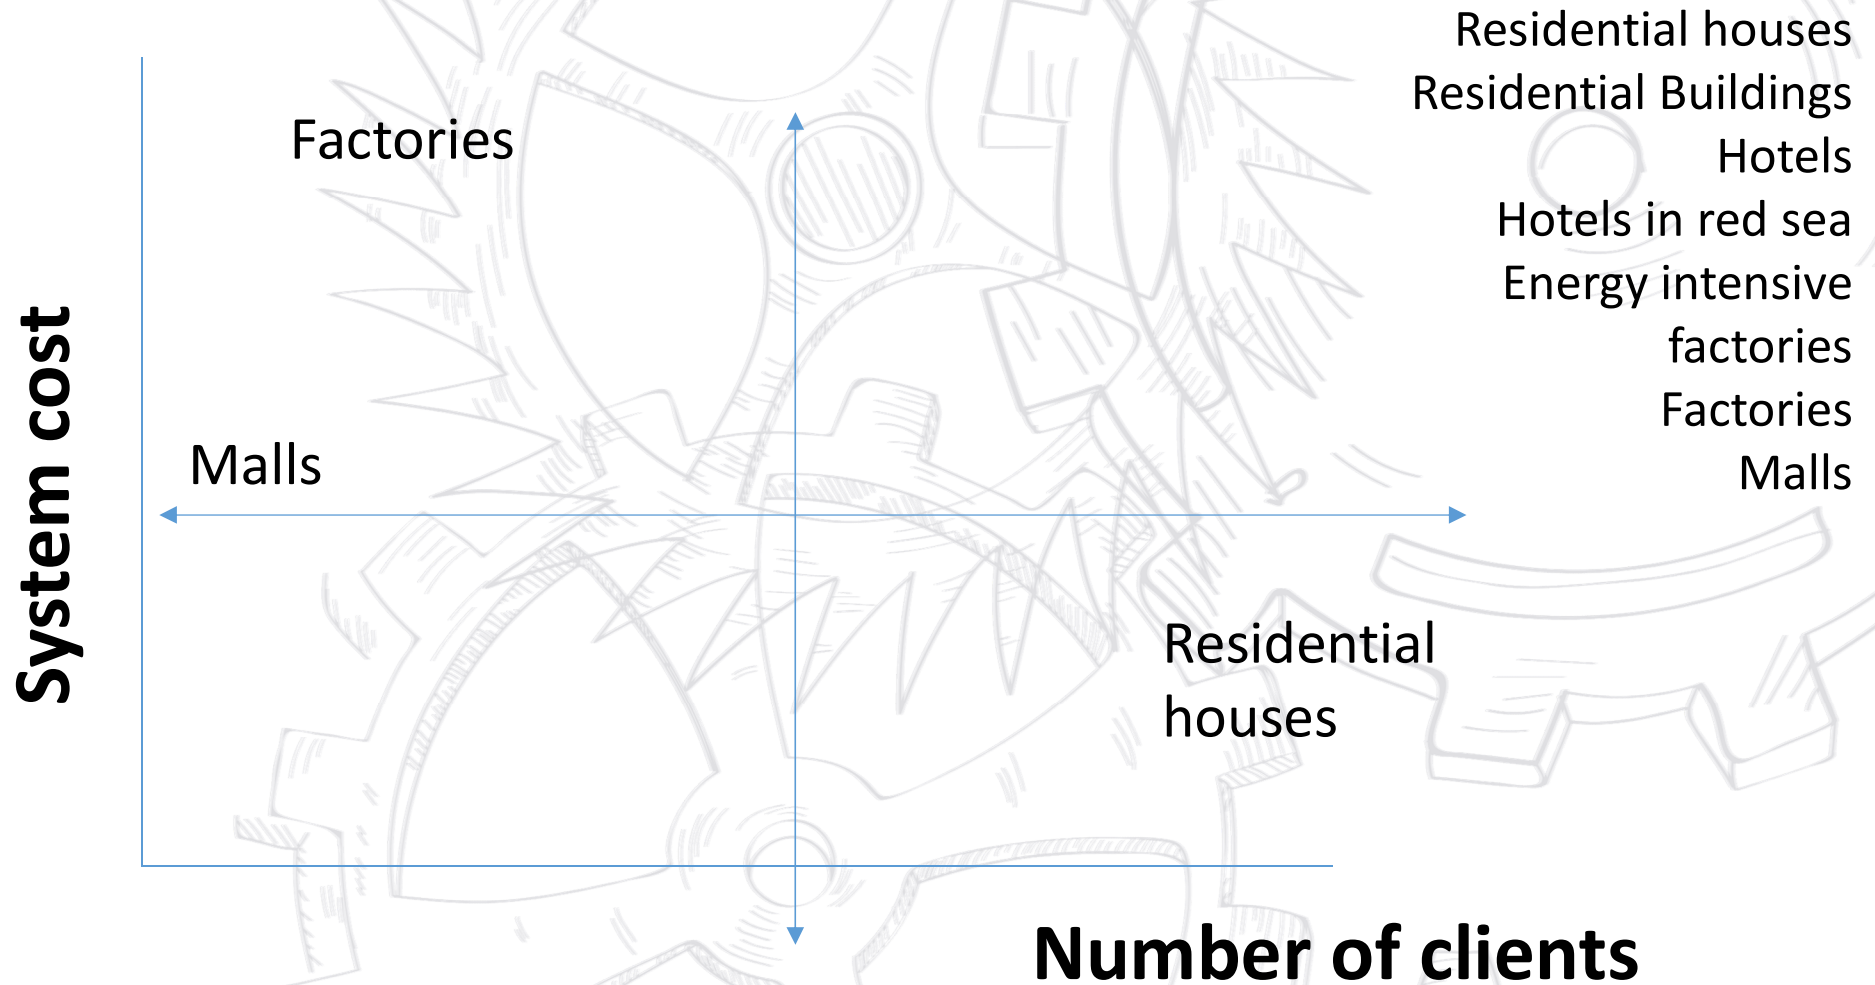 Residential houses
Residential Buildings
Hotels
Hotels in red sea
Energy intensive
factories
Factories
Malls
Factories
Malls
Residential
houses
System cost
Number of clients